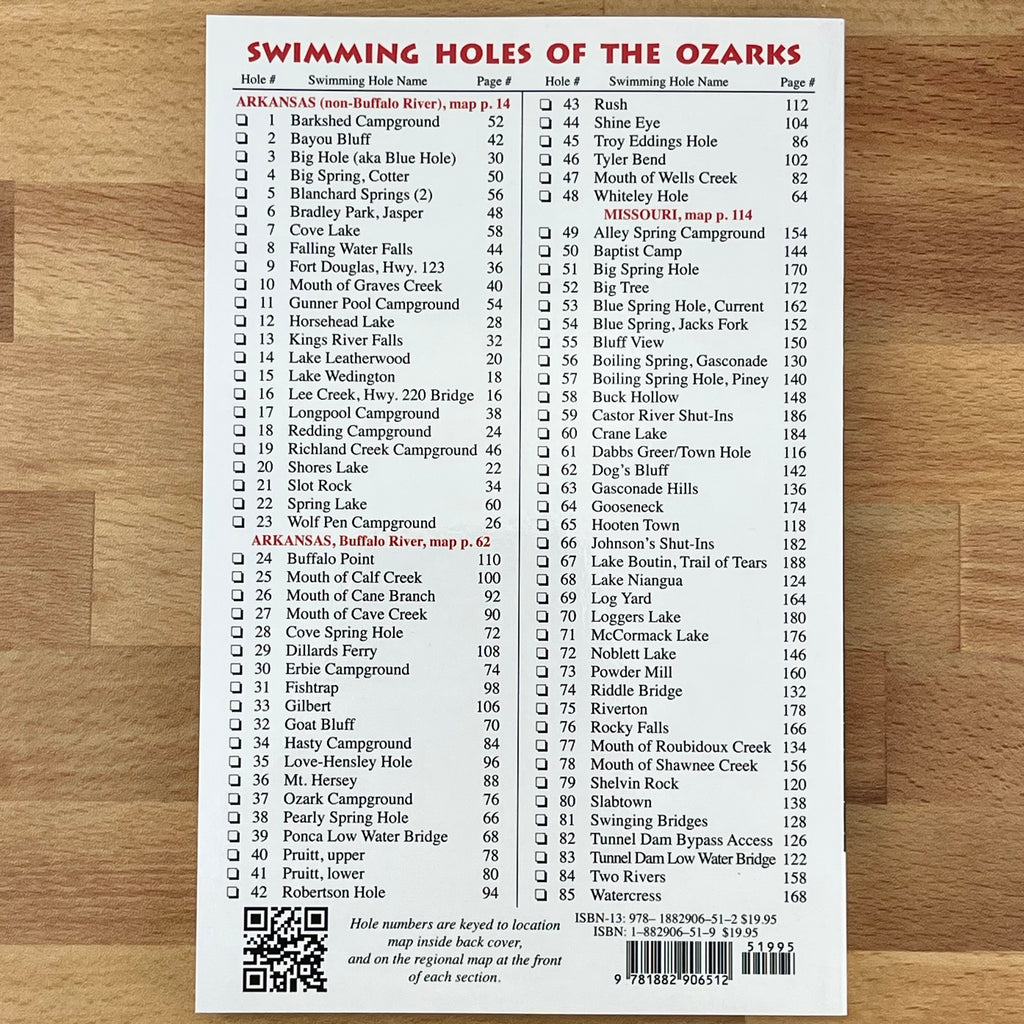 SWIMMING HOLES OF THE OZARKS
Hole # Swimming Hole Name Page #
ARKANSAS (non-Buffalo River), map p. 14
1 Barkshed Campground 52
2 Bayou Bluff 42
3 Big Hole (aka Blue Hole) 30
4 Big Spring, Cotter 50
5 Blanchard Springs (2) 56
6 Bradley Park, Jasper 48
7 Cove Lake 58
8 Falling Water Falls 44
9 Fort Douglas, Hwy. 123 36
10 Mouth of Graves Creek 40
11 Gunner Pool Campground 54
12 Horsehead Lake 28
13 Kings River Falls 32
14 Lake Leatherwood 20
15 Lake Wedington 18
16 Lee Creek, Hwy. 220 Bridge 16
17 Longpool Campground 38
18 Redding Campground 24
19 Richland Creek Campground 46
20 Shores Lake 22
21 Slot Rock 34
22 Spring Lake 60
23 Wolf Pen Campground 26
ARKANSAS, Buffalo River, map p. 62
24 Buffalo Point 110
25 Mouth of Calf Creek 100
26 Mouth of Cane Branch 92
27 Mouth of Cave Creek 90
28 Cove Spring Hole 72
29 Dillards Ferry 108
30 Erbie Campground 74
31 Fishtrap 98
33 Gilbert 106
32 Goat Bluff 70
34 Hasty Campground 84
35 Love-Hensley Hole 96
36 Mt. Hersey 88
37 Ozark Campground 76
38 Pearly Spring Hole 66
39 Ponca Low Water Bridge 68
40 Pruitt, upper 78
41 Pruitt, lower 80
42 Robertson Hole 94
Hole # Swimming Hole Name Page #
43 Rush 112
44 Shine Eye 104
45 Troy Eddings Hole 86
46 Tyler Bend 102
47 Mouth of Wells Creek 82
48 Whiteley Hole 64
MISSOURI, map p. 114
49 Alley Spring Campground 154
50 Baptist Camp 144
51 Big Spring Hole 170
52 Big Tree 172
53 Blue Spring Hole, Current 162
54 Blue Spring, Jacks Fork 152
55 Bluff View 150
56 Boiling Spring, Gasconade 130
57 Boiling Spring Hole, Piney 140
58 Buck Hollow 148
59 Castor River Shut-Ins 186
60 Crane Lake 184
61 Dabbs Greer/Town Hole 116
62 Dog's Bluff 142
63 Gasconade Hills 136
64 Gooseneck 174
65 Hooten Town 118
66 Johnson's Shut-Ins 182
67 Lake Boutin, Trail of Tears 188
68 Lake Niangua 124
69 Log Yard 164
70 Loggers Lake 180
71 McCormack Lake 176
72 Noblett Lake 146
73 Powder Mill 160
74 Riddle Bridge 132
75 Riverton 178
76 Rocky Falls 166
77 Mouth of Roubidoux Creek 134
78 Mouth of Shawnee Creek 156
79 Shelvin Rock 120
80 Slabtown 138
81 Swinging Bridges 128
82 Tunnel Dam Bypass Access 126
83 Tunnel Dam Low Water Bridge 122
84 Two Rivers 158
85 Watercress 168
Hole numbers are keyed to location
map inside back cover,
and on the regional map at the front
of each section.
ISBN-13: 978– 1882906–51–2 $19.95
ISBN: 1–882906–51–9 $19.95
51995
9 781882 906512